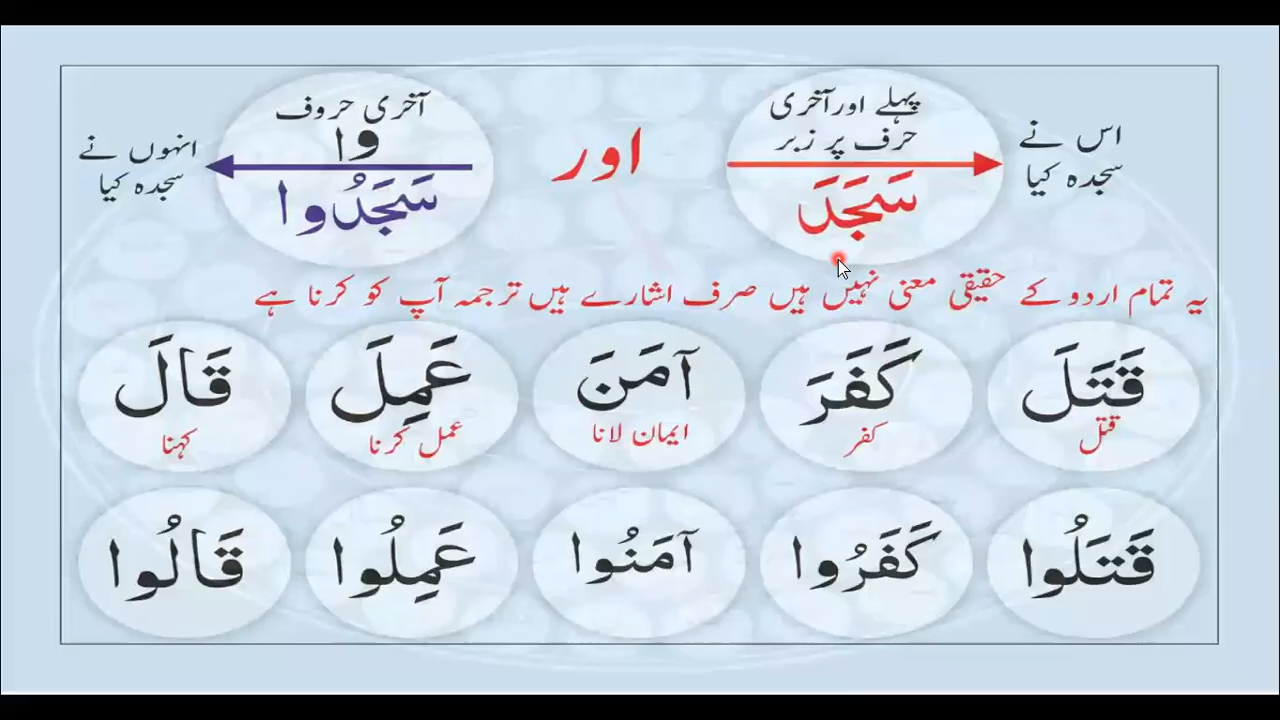 اس نے
سجدہ کیا
پہلے اور آخری
حرف پر زبر
سَجَدَ
اور
آخری حروف
وا
سَجَدُوا
انہوں نے
سجدہ کیا
یہ تمام اردو کے حقیقی معنی نہیں ہیں صرف اشارے ہیں ترجمہ آپ کو کرنا ہے
قَتَلَ كَفَرَ آمَنَ عَمِلَ قَالَ
قتل کفر ایمان لانا عمل کرنا کہنا
قَتَلُوا كَفَرُوا آمَنُوا عَمِلُوا قَالُوا